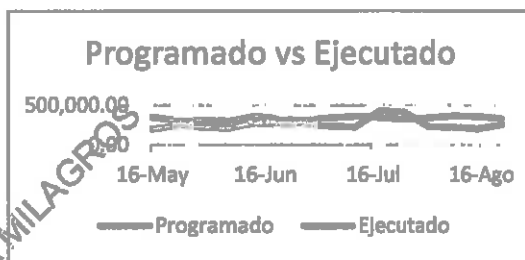 Programado vs Ejecutado
500,000.00
0.00
16-May 16-Jun 16-Jul 16-Ago
Programado Ejecutado
MILAGROS